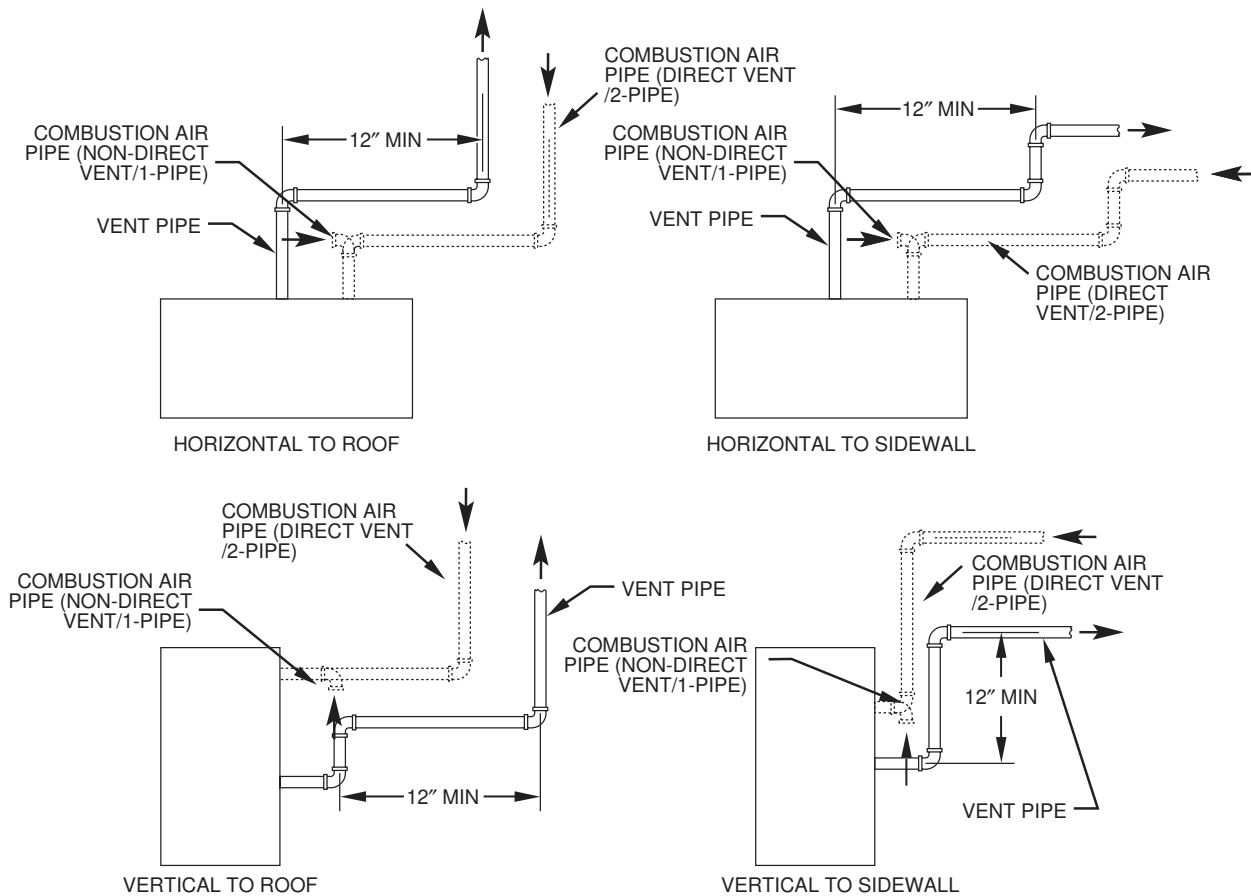 COMBUSTION AIR
PIPE (DIRECT VENT
/2-PIPE)
COMBUSTION AIR
PIPE (NON-DIRECT
VENT/1-PIPE)
12″ MIN
VENT PIPE
HORIZONTAL TO ROOF
COMBUSTION AIR
PIPE (NON-DIRECT
VENT/1-PIPE)
12″ MIN
VENT PIPE
COMBUSTION AIR
PIPE (DIRECT
VENT/2-PIPE)
HORIZONTAL TO SIDEWALL
COMBUSTION AIR
PIPE (DIRECT VENT
/2-PIPE)
COMBUSTION AIR
PIPE (NON-DIRECT
VENT/1-PIPE)
VENT PIPE
12″ MIN
VERTICAL TO ROOF
COMBUSTION AIR
PIPE (DIRECT VENT
/2-PIPE)
COMBUSTION AIR
PIPE (NON-DIRECT
VENT/1-PIPE)
12″ MIN
VENT PIPE
VERTICAL TO SIDEWALL